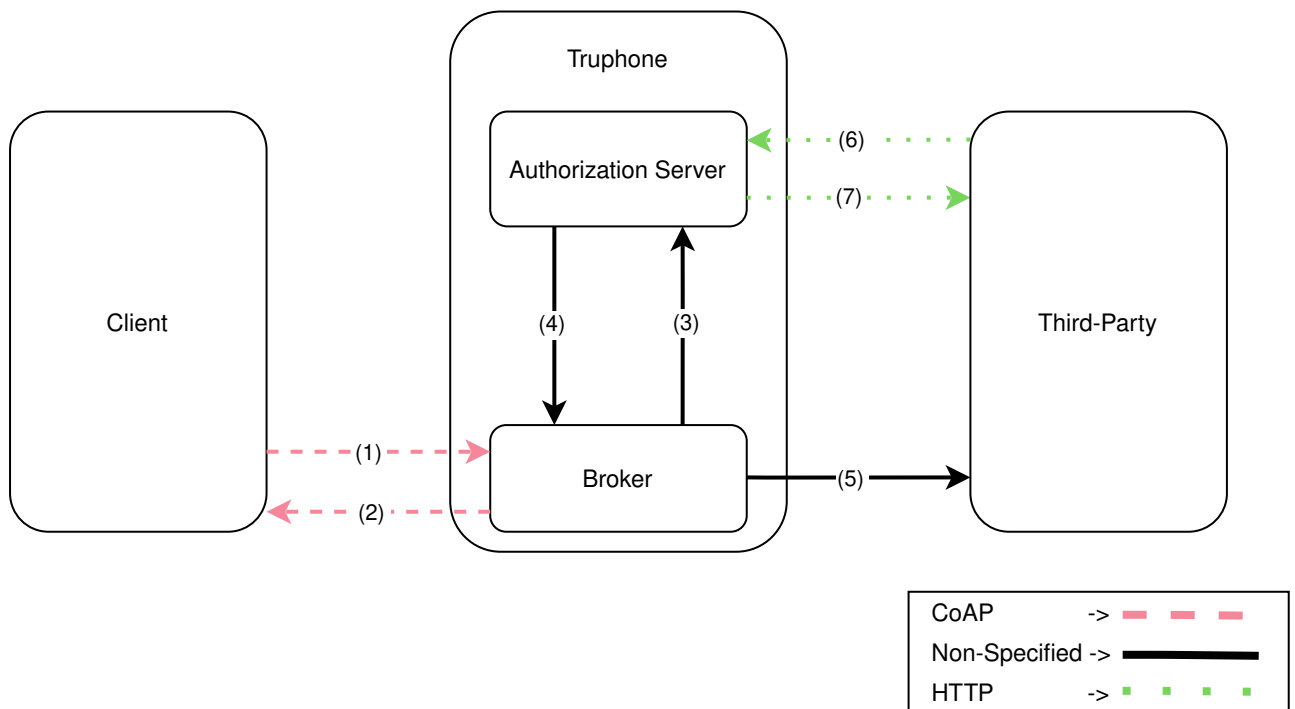 Truphone
Authorization Server
(6)
(7)
Client
(4)
(3)
Third-Party
(1)
(2)
Broker
(5)
CoAP ->
Non-Specified ->
HTTP ->